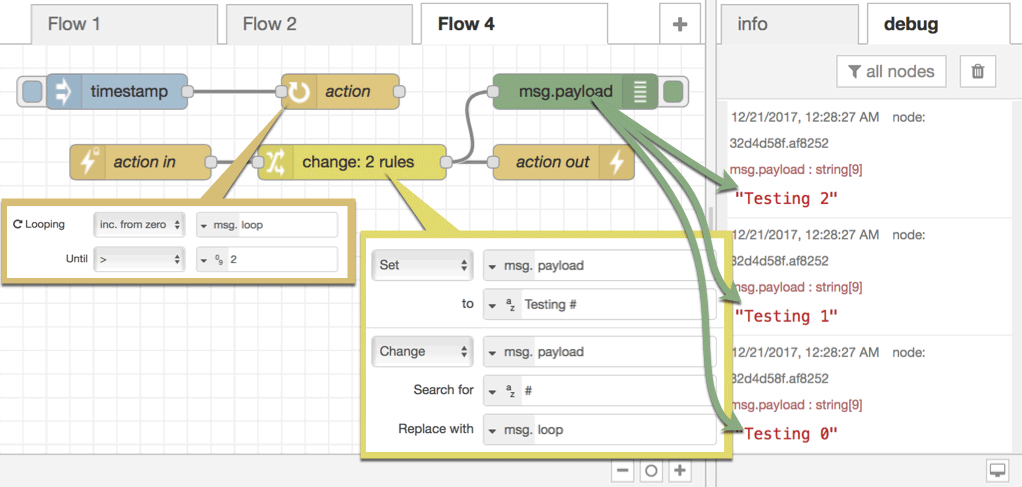 Flow 1
Flow 2
Flow 4
info
debug
all nodes
timestamp
action
msg.payload
action in
change: 2 rules
action out
Looping
inc. from zero
msg. loop
Until
>
0
9
2
Set
msg. payload
to
a
z
Testing #
Change
msg. payload
Search for
a
z
#
Replace with
msg. loop
12/21/2017, 12:28:27 AM node:
32d4d58f.af8252
msg.payload : string[9]
"Testing 2"
12/21/2017, 12:28:27 AM node:
32d4d58f.af8252
msg.payload : string[9]
"Testing 1"
12/21/2017, 12:28:27 AM node:
32d4d58f.af8252
msg.payload : string[9]
"Testing 0"